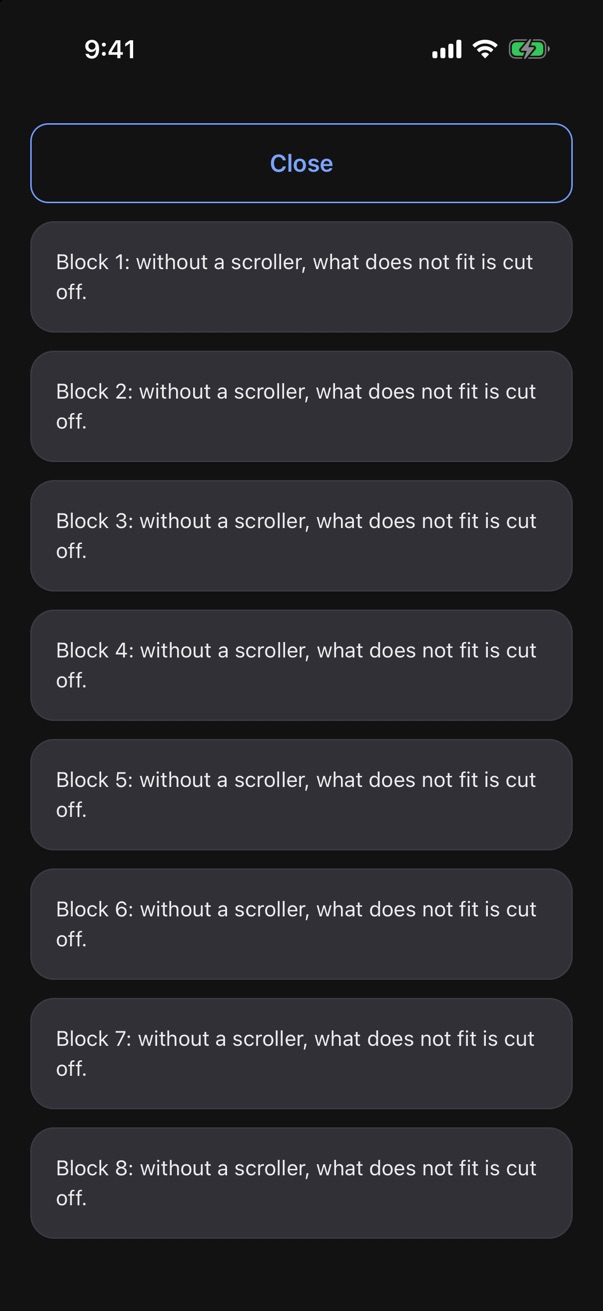 9:41
Close
Block 1: without a scroller, what does not fit is cut
off.
Block 2: without a scroller, what does not fit is cut
off.
Block 3: without a scroller, what does not fit is cut
off.
Block 4: without a scroller, what does not fit is cut
off.
Block 5: without a scroller, what does not fit is cut
off.
Block 6: without a scroller, what does not fit is cut
off.
Block 7: without a scroller, what does not fit is cut
off.
Block 8: without a scroller, what does not fit is cut
off.